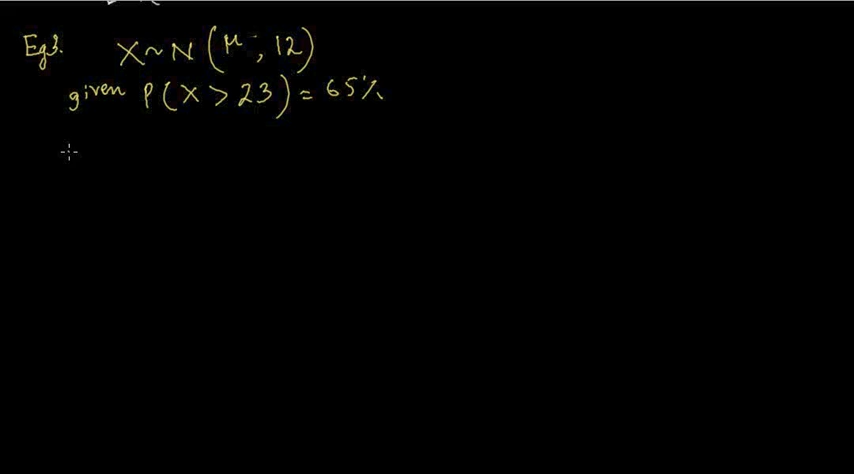 Eg3. X ~ N (μ, 12)
given P(X > 23) = 65%